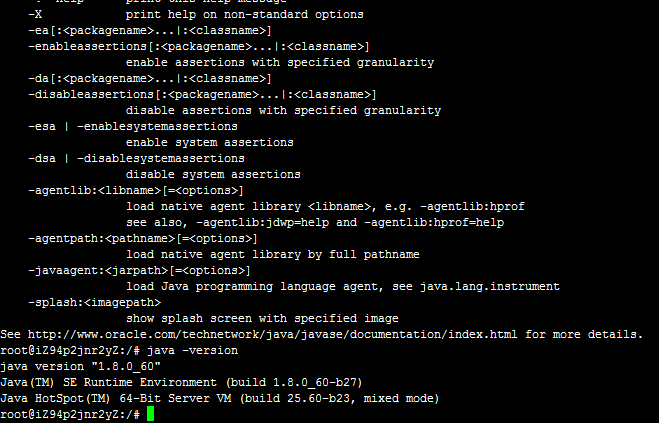 -X print help on non-standard options
-ea[:<packagename>...|:<classname>]
-enableassertions[:<packagename>...|:<classname>]
enable assertions with specified granularity
-da[:<packagename>...|:<classname>]
-disableassertions[:<packagename>...|:<classname>]
disable assertions with specified granularity
-esa | -enablesystemassertions
enable system assertions
-dsa | -disablesystemassertions
disable system assertions
-agentlib:<libname>[=<options>]
load native agent library <libname>, e.g. -agentlib:hprof
see also, -agentlib:jdwp=help and -agentlib:hprof=help
-agentpath:<pathname>[=<options>]
load native agent library by full pathname
-javaagent:<jarpath>[=<options>]
load Java programming language agent, see java.lang.instrument
-splash:<imagepath>
show splash screen with specified image
See http://www.oracle.com/technetwork/java/javase/documentation/index.html for more details.
root@iZ94p2jnr2yZ:/# java -version
java version "1.8.0_60"
Java(TM) SE Runtime Environment (build 1.8.0_60-b27)
Java HotSpot(TM) 64-Bit Server VM (build 25.60-b23, mixed mode)
root@iZ94p2jnr2yZ:/#